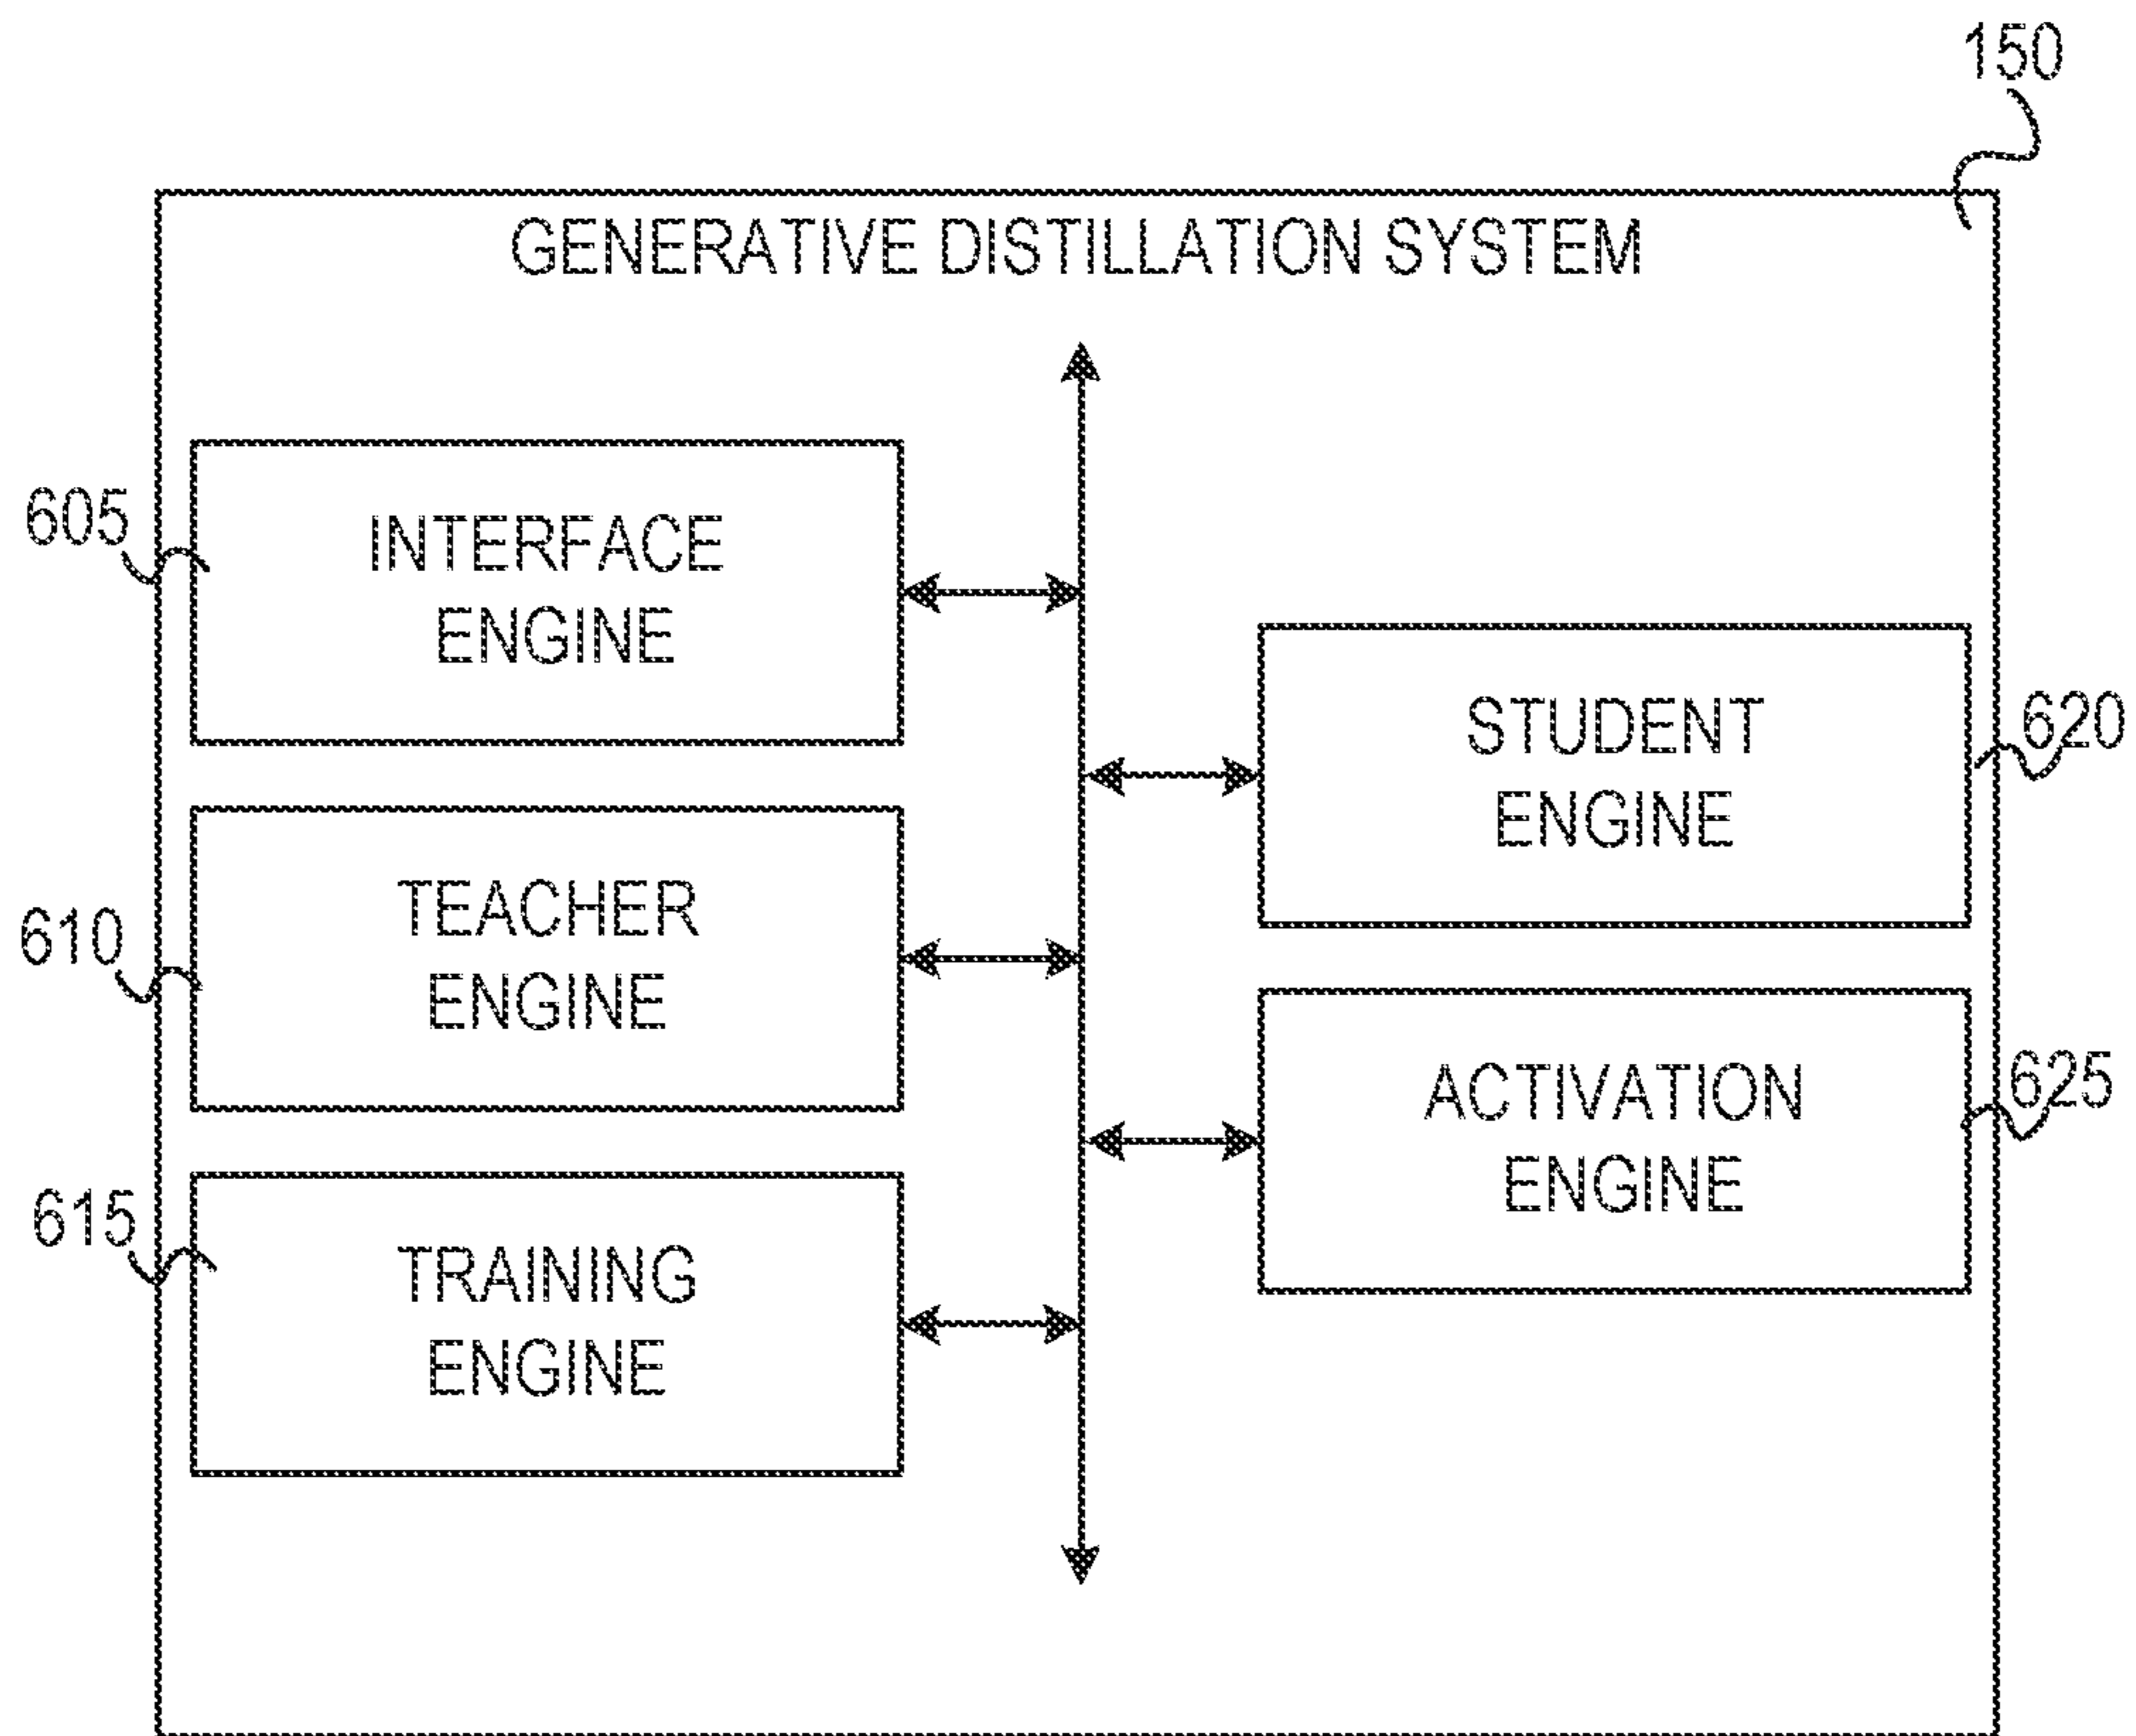 150
GENERATIVE DISTILLATION SYSTEM
605
INTERFACE
ENGINE
610
TEACHER
ENGINE
615
TRAINING
ENGINE
STUDENT
ENGINE
620
ACTIVATION
ENGINE
625